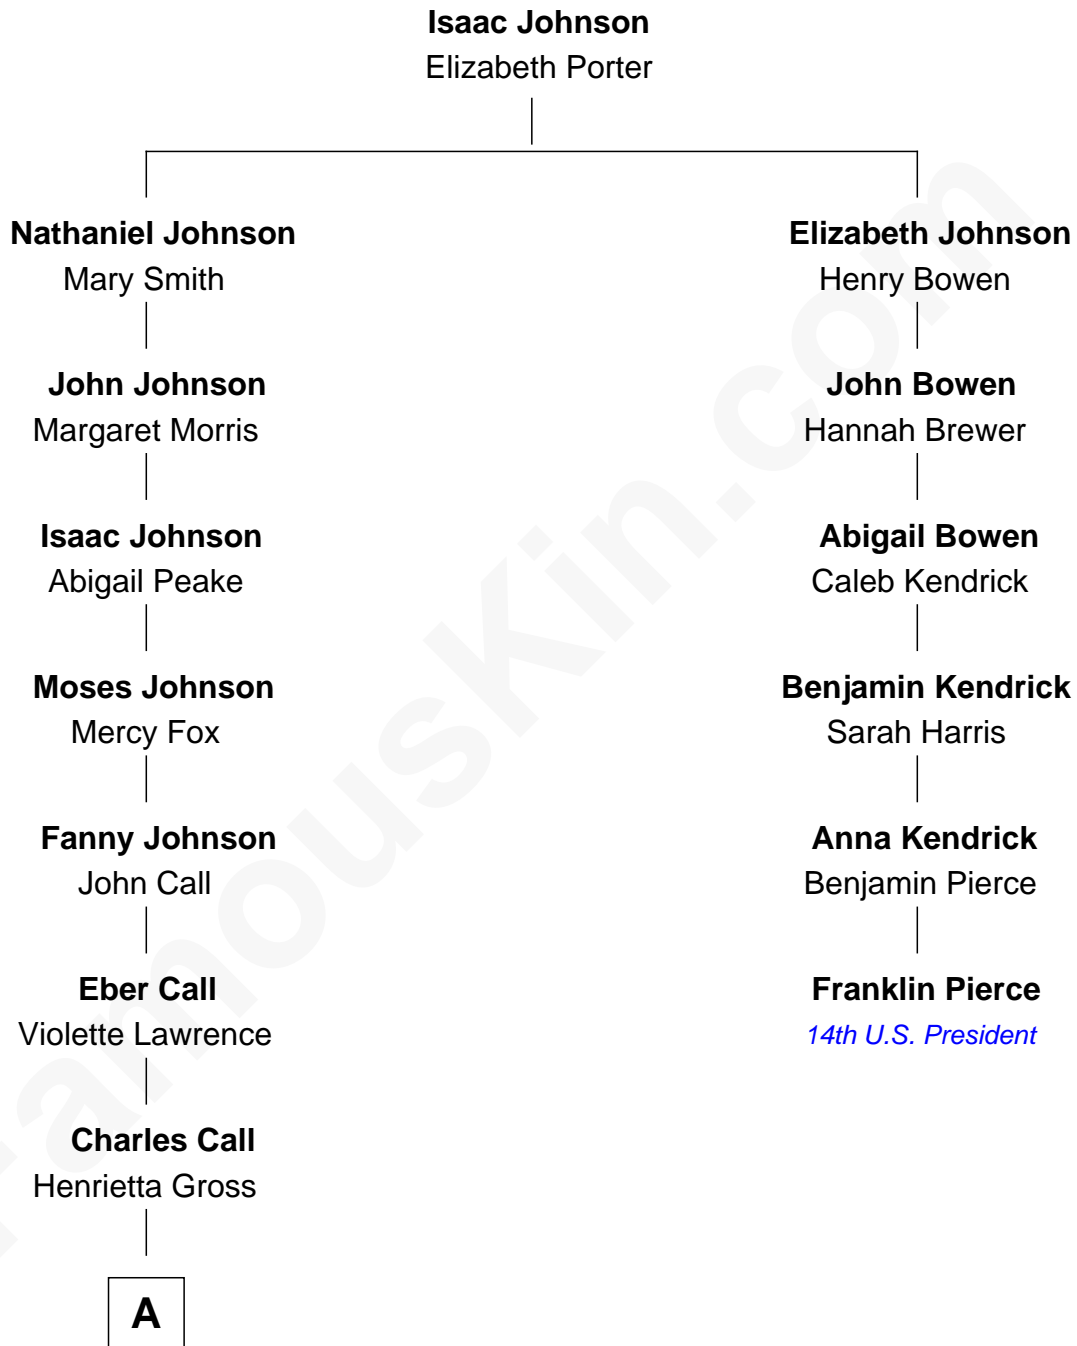 Isaac Johnson
Elizabeth Porter
Nathaniel Johnson
Mary Smith
Elizabeth Johnson
Henry Bowen
John Johnson
Margaret Morris
John Bowen
Hannah Brewer
Isaac Johnson
Abigail Peake
Abigail Bowen
Caleb Kendrick
Moses Johnson
Mercy Fox
Benjamin Kendrick
Sarah Harris
Fanny Johnson
John Call
Anna Kendrick
Benjamin Pierce
Eber Call
Violette Lawrence
Franklin Pierce
14th U.S. President
Charles Call
Henrietta Gross
A
FamousKin.com